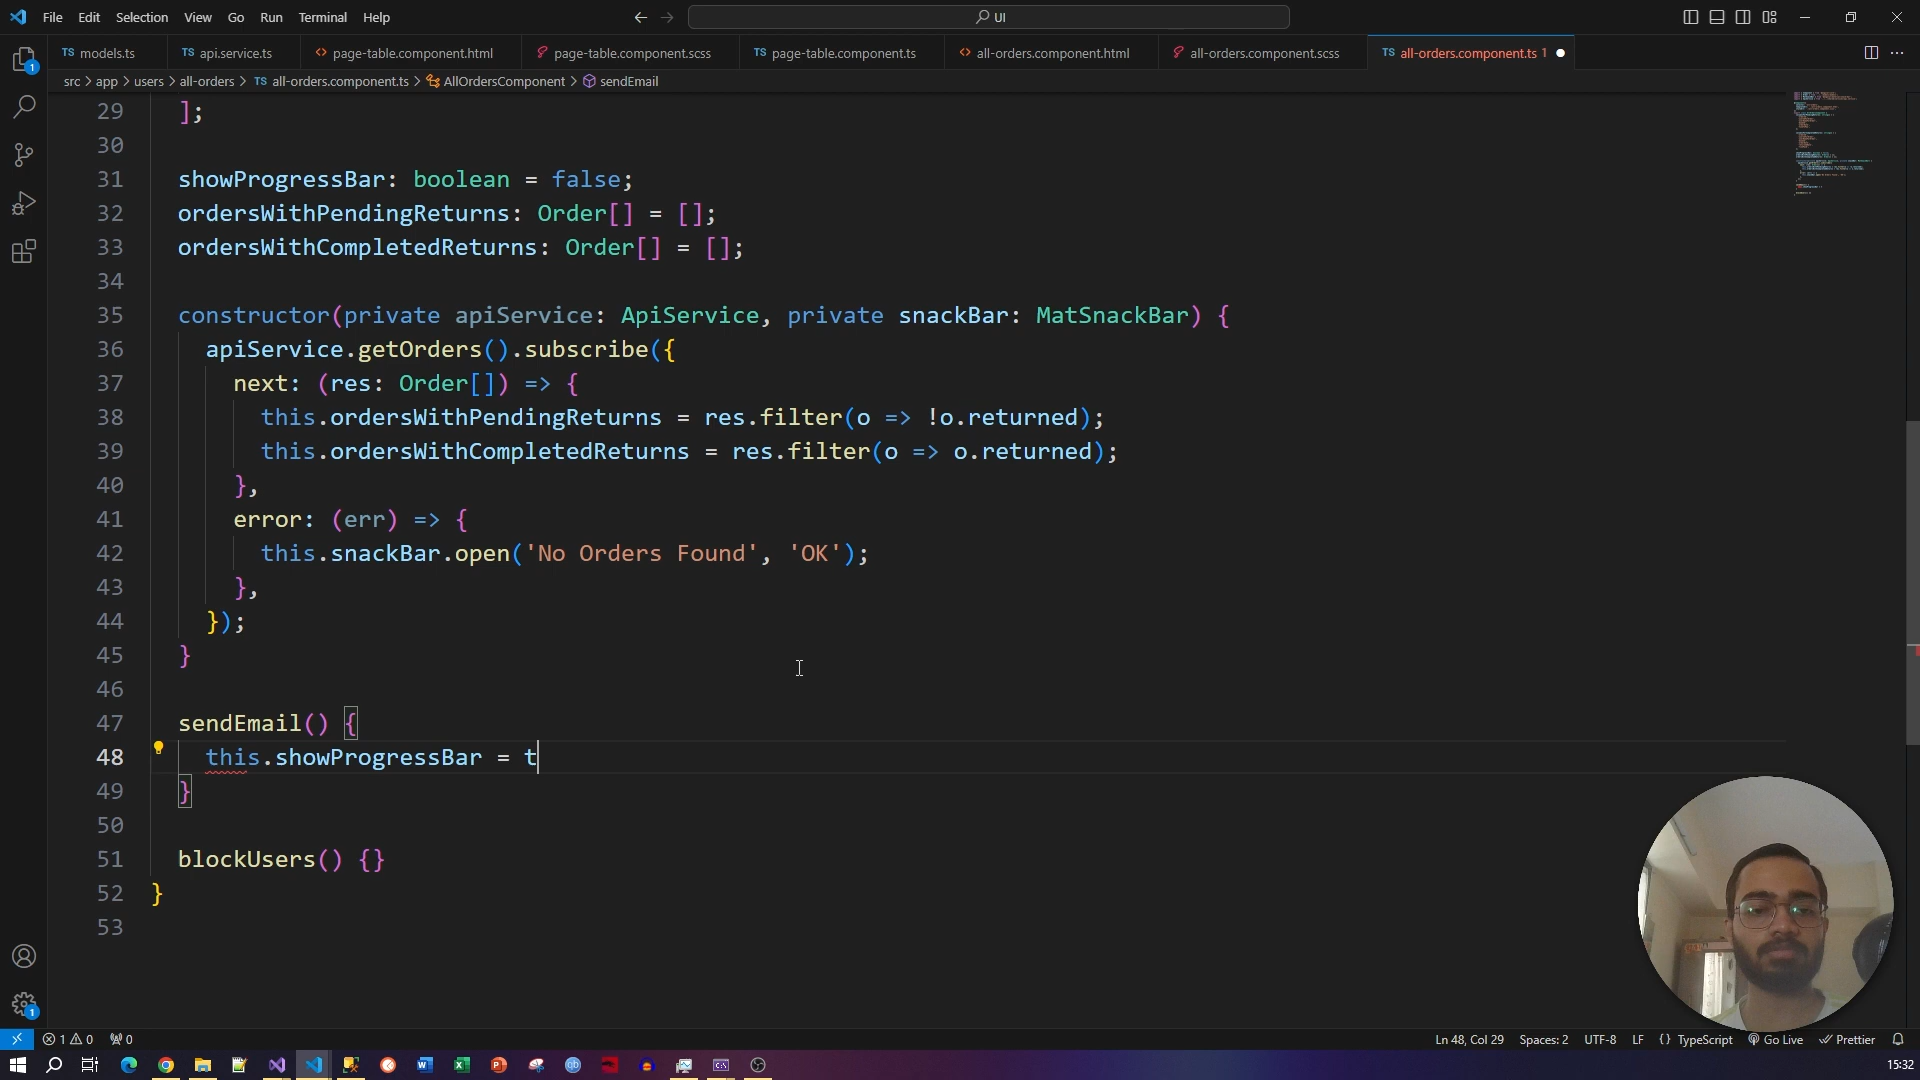 File Edit Selection View Go Run Terminal Help
UI
models.ts
api.service.ts
page-table.component.html
page-table.component.scss
page-table.component.ts
all-orders.component.html
all-orders.component.scss
all-orders.component.ts 1
src > app > users > all-orders > TS all-orders.component.ts > AllOrdersComponent > sendEmail
29 ];
30
31 showProgressBar: boolean = false;
32 ordersWithPendingReturns: Order[] = [];
33 ordersWithCompletedReturns: Order[] = [];
34
35 constructor(private apiService: ApiService, private snackBar: MatSnackBar) {
36 apiService.getOrders().subscribe({
37 next: (res: Order[]) => {
38 this.ordersWithPendingReturns = res.filter(o => !o.returned);
39 this.ordersWithCompletedReturns = res.filter(o => o.returned);
40 },
41 error: (err) => {
42 this.snackBar.open('No Orders Found', 'OK');
43 },
44 });
45 }
46
47 sendEmail() {
48 this.showProgressBar = t
49 }
50
51 blockUsers() {}
52 }
53
1 0 0
Ln 48, Col 29 Spaces: 2 UTF-8 LF {} TypeScript Go Live Prettier
15:32